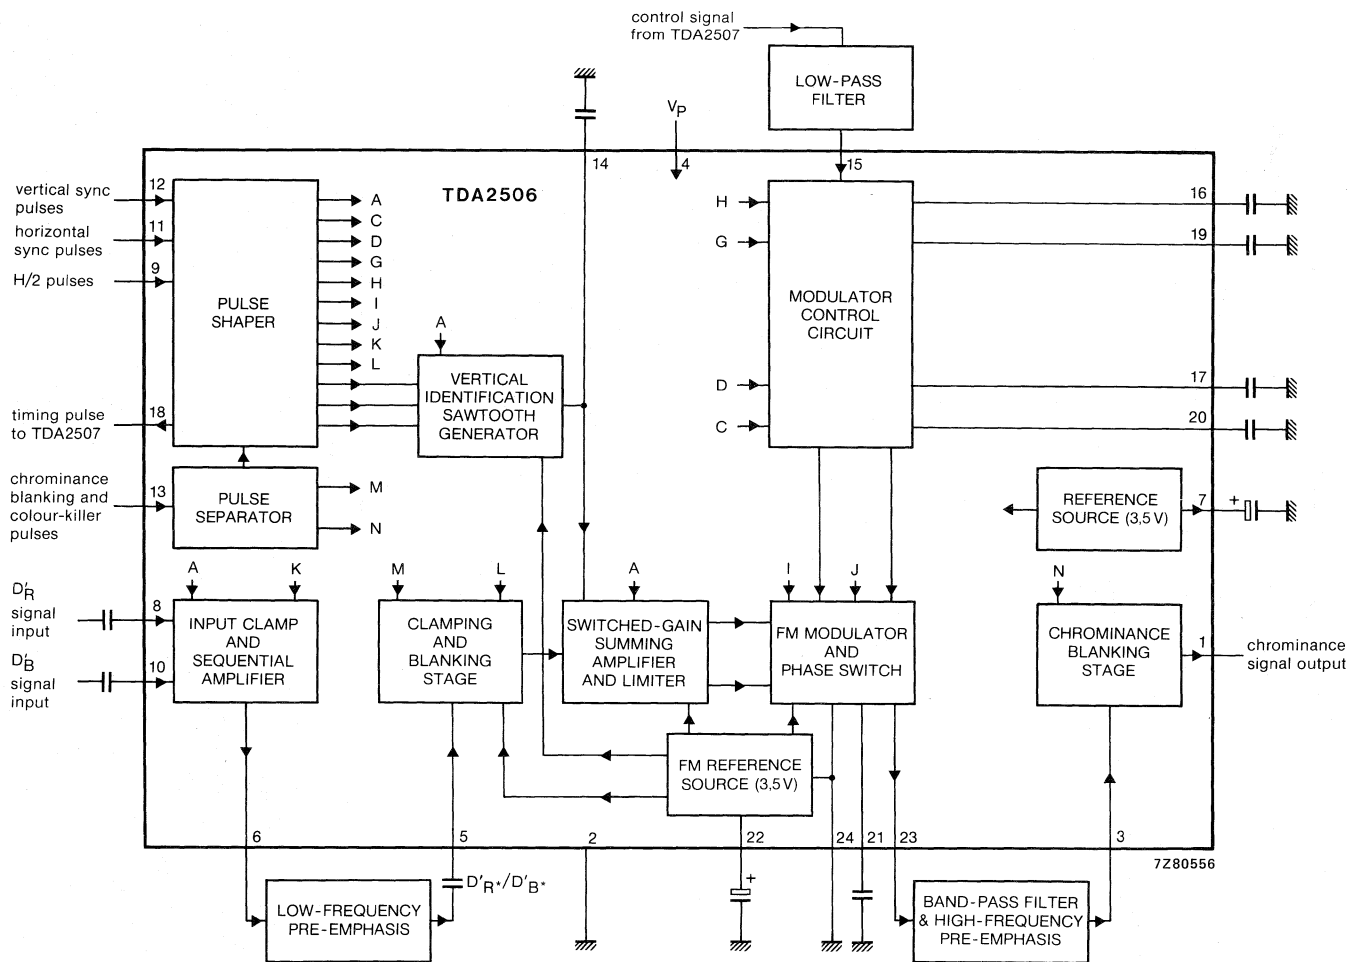 control signal
from TDA2507
LOW-PASS
FILTER
VP
14
4
15
TDA2506
vertical sync
pulses
12
horizontal
sync pulses
11
H/2 pulses
9
PULSE
SHAPER
A
C
D
G
H
I
J
K
L
timing pulse
to TDA2507
18
A
VERTICAL
IDENTIFICATION
SAWTOOTH
GENERATOR
H
G
D
C
MODULATOR
CONTROL
CIRCUIT
16
19
17
20
chrominance
blanking and
colour-killer
pulses
13
PULSE
SEPARATOR
M
N
REFERENCE
SOURCE (3,5 V)
7
+
D'R
signal
input
8
D'B
signal
input
10
A
K
INPUT CLAMP
AND
SEQUENTIAL
AMPLIFIER
M
L
CLAMPING
AND
BLANKING
STAGE
A
SWITCHED-GAIN
SUMMING
AMPLIFIER
AND LIMITER
I
J
FM MODULATOR
AND
PHASE SWITCH
N
CHROMINANCE
BLANKING
STAGE
1
chrominance
signal output
FM REFERENCE
SOURCE (3,5 V)
6
5
2
22
24
21
23
3
7Z80556
LOW-FREQUENCY
PRE-EMPHASIS
D'R*/D'B*
+
BAND-PASS FILTER
& HIGH-FREQUENCY
PRE-EMPHASIS